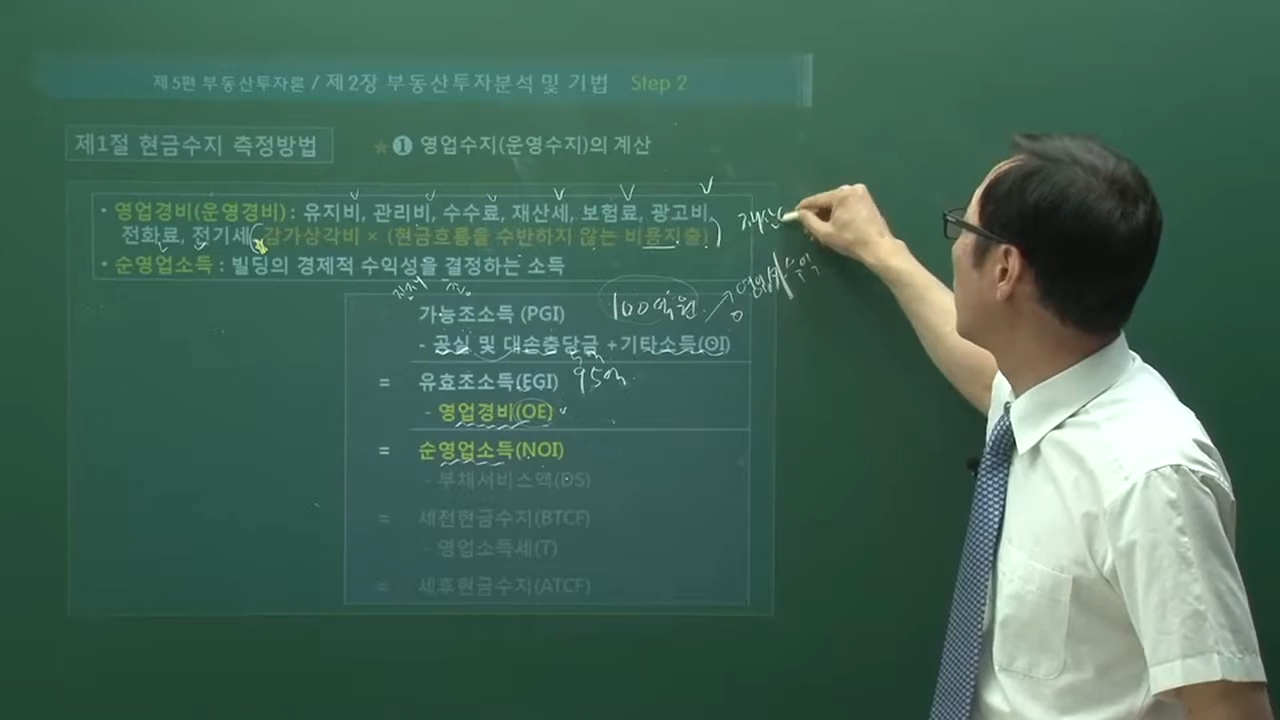 제5편 부동산투자론 / 제2장 부동산투자분석 및 기법 Step 2
제1절 현금수지 측정방법
★❶ 영업수지(운영수지)의 계산
• 영업경비(운영경비) : 유지비, 관리비, 수수료, 재산세, 보험료, 광고비,
전화료, 전기세 (감가상각비 × (현금흐름을 수반하지 않는 비용지출)
• 순영업소득 : 빌딩의 경제적 수익성을 결정하는 소득
가능조소득 (PGI) 100억원
- 공실 및 대손충당금 +기타소득(OI)
= 유효조소득(EGI) 95억
- 영업경비(OE)
= 순영업소득(NOI)
- 부채서비스액(DS)
= 세전현금수지(BTCF)
- 영업소득세(T)
= 세후현금수지(ATCF)